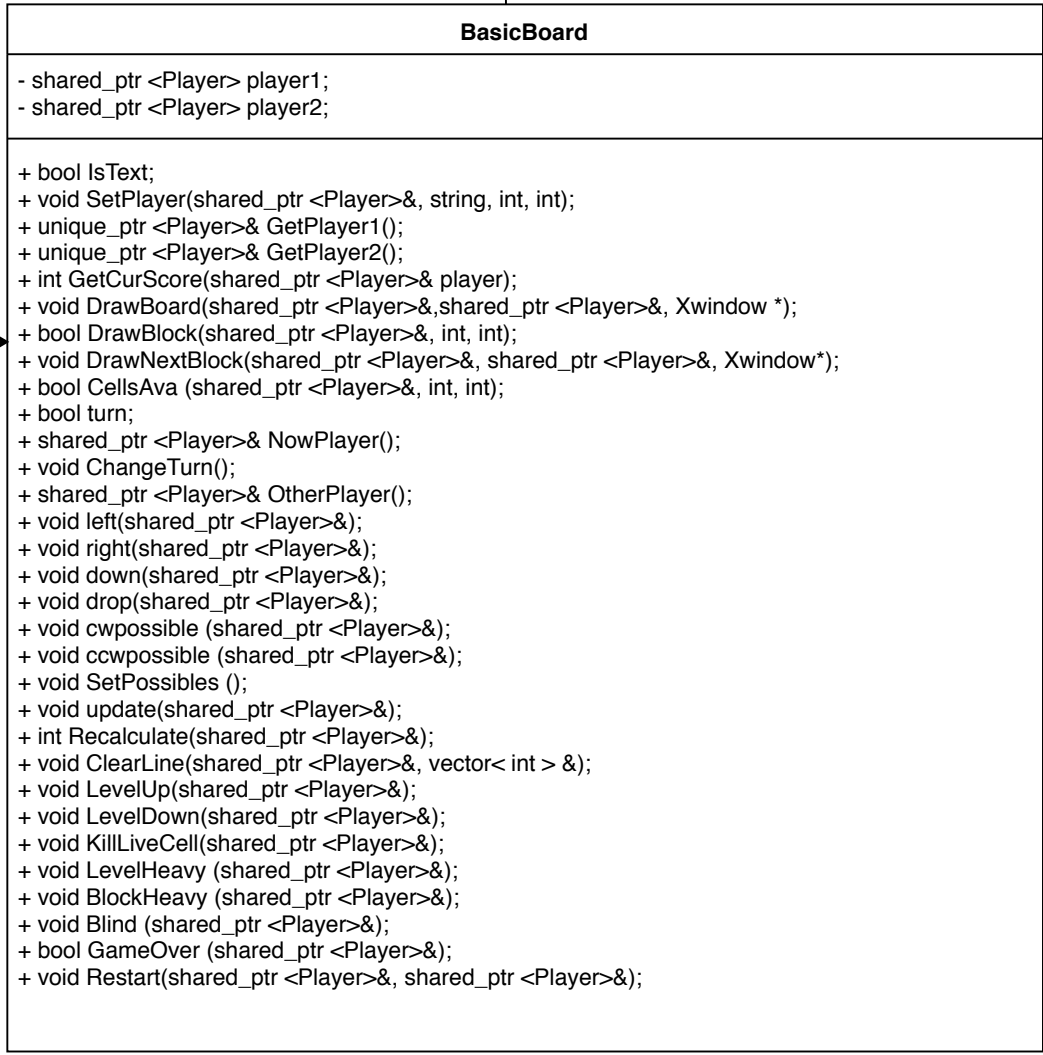 BasicBoard
- shared_ptr <Player> player1;
- shared_ptr <Player> player2;
+ bool IsText;
+ void SetPlayer(shared_ptr <Player>&, string, int, int);
+ unique_ptr <Player>& GetPlayer1();
+ unique_ptr <Player>& GetPlayer2();
+ int GetCurScore(shared_ptr <Player>& player);
+ void DrawBoard(shared_ptr <Player>&,shared_ptr <Player>&, Xwindow *);
+ bool DrawBlock(shared_ptr <Player>&, int, int);
+ void DrawNextBlock(shared_ptr <Player>&, shared_ptr <Player>&, Xwindow*);
+ bool CellsAva (shared_ptr <Player>&, int, int);
+ bool turn;
+ shared_ptr <Player>& NowPlayer();
+ void ChangeTurn();
+ shared_ptr <Player>& OtherPlayer();
+ void left(shared_ptr <Player>&);
+ void right(shared_ptr <Player>&);
+ void down(shared_ptr <Player>&);
+ void drop(shared_ptr <Player>&);
+ void cwpossible (shared_ptr <Player>&);
+ void ccwpossible (shared_ptr <Player>&);
+ void SetPossibles ();
+ void update(shared_ptr <Player>&);
+ int Recalculate(shared_ptr <Player>&);
+ void ClearLine(shared_ptr <Player>&, vector< int > &);
+ void LevelUp(shared_ptr <Player>&);
+ void LevelDown(shared_ptr <Player>&);
+ void KillLiveCell(shared_ptr <Player>&);
+ void LevelHeavy (shared_ptr <Player>&);
+ void BlockHeavy (shared_ptr <Player>&);
+ void Blind (shared_ptr <Player>&);
+ bool GameOver (shared_ptr <Player>&);
+ void Restart(shared_ptr <Player>&, shared_ptr <Player>&);